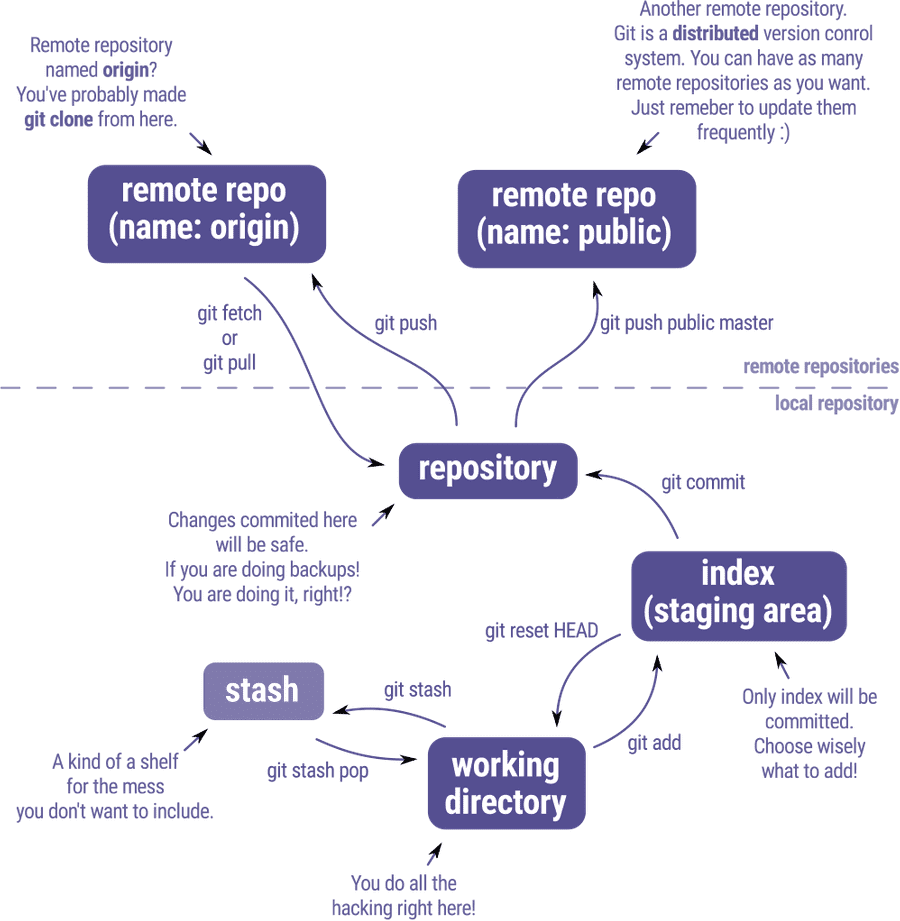 Remote repository
named origin?
You've probably made
git clone from here.
Another remote repository.
Git is a distributed version conrol
system. You can have as many
remote repositories as you want.
Just remeber to update them
frequently :)
remote repo
(name: origin)
remote repo
(name: public)
git fetch
or
git pull
git push
git push public master
remote repositories
local repository
repository
git commit
Changes commited here
will be safe.
If you are doing backups!
You are doing it, right!?
index
(staging area)
git reset HEAD
stash
git stash
git add
Only index will be
committed.
Choose wisely
what to add!
A kind of a shelf
for the mess
you don't want to include.
git stash pop
working
directory
You do all the
hacking right here!